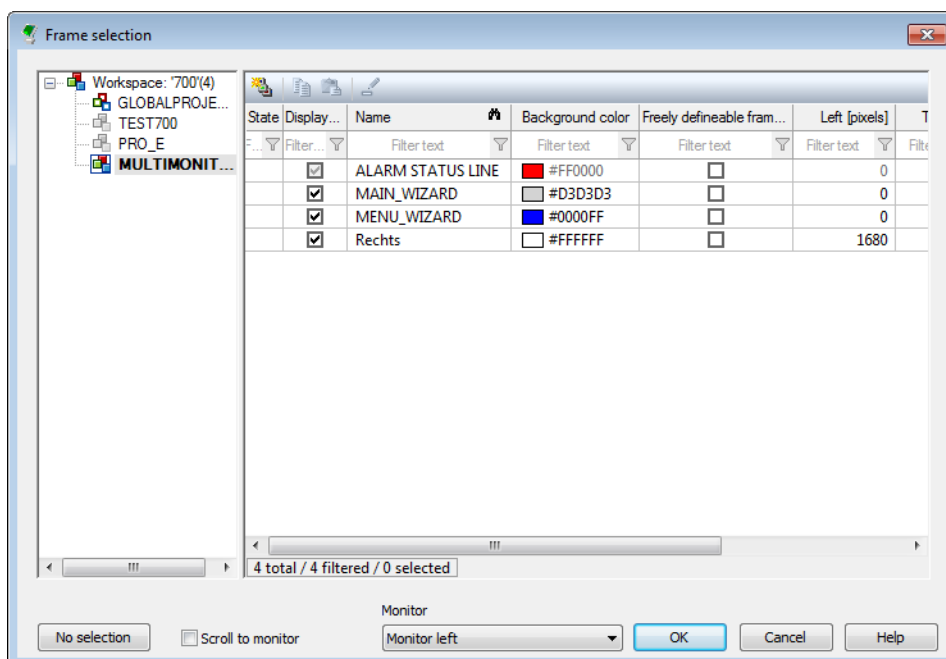 Frame selection
Workspace: '700'(4)
GLOBALPROJE...
TEST700
PRO_E
MULTIMONIT...
State Display... Name Background color Freely defineable fram... Left [pixels] T
F... Filter... Filter text Filter text Filter text Filter text Filte
ALARM STATUS LINE #FF0000 0
MAIN_WIZARD #D3D3D3 0
MENU_WIZARD #0000FF 0
Rechts #FFFFFF 1680
4 total / 4 filtered / 0 selected
Monitor
No selection Scroll to monitor Monitor left OK Cancel Help